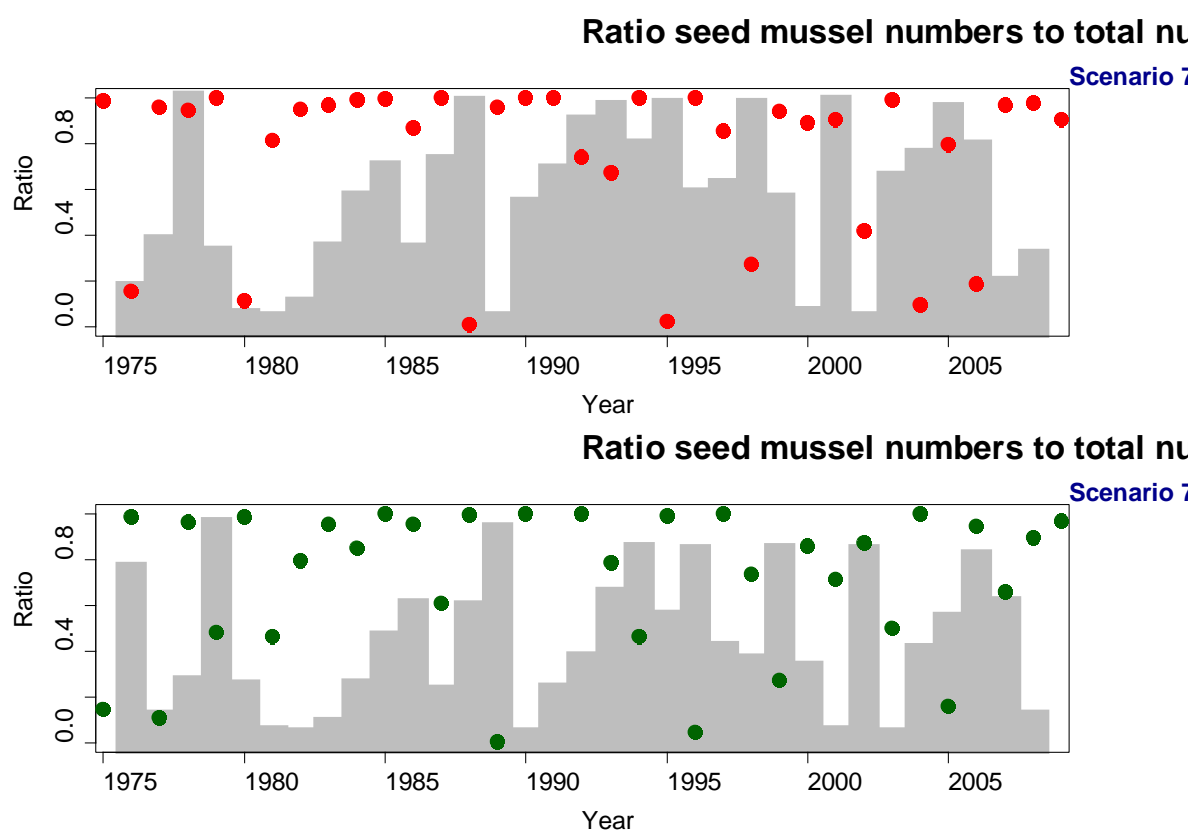 Ratio seed mussel numbers to total nu
Scenario 7
Ratio
0.0 0.4 0.8
1975 1980 1985 1990 1995 2000 2005
Year
Ratio seed mussel numbers to total nu
Scenario 7
Ratio
0.0 0.4 0.8
1975 1980 1985 1990 1995 2000 2005
Year